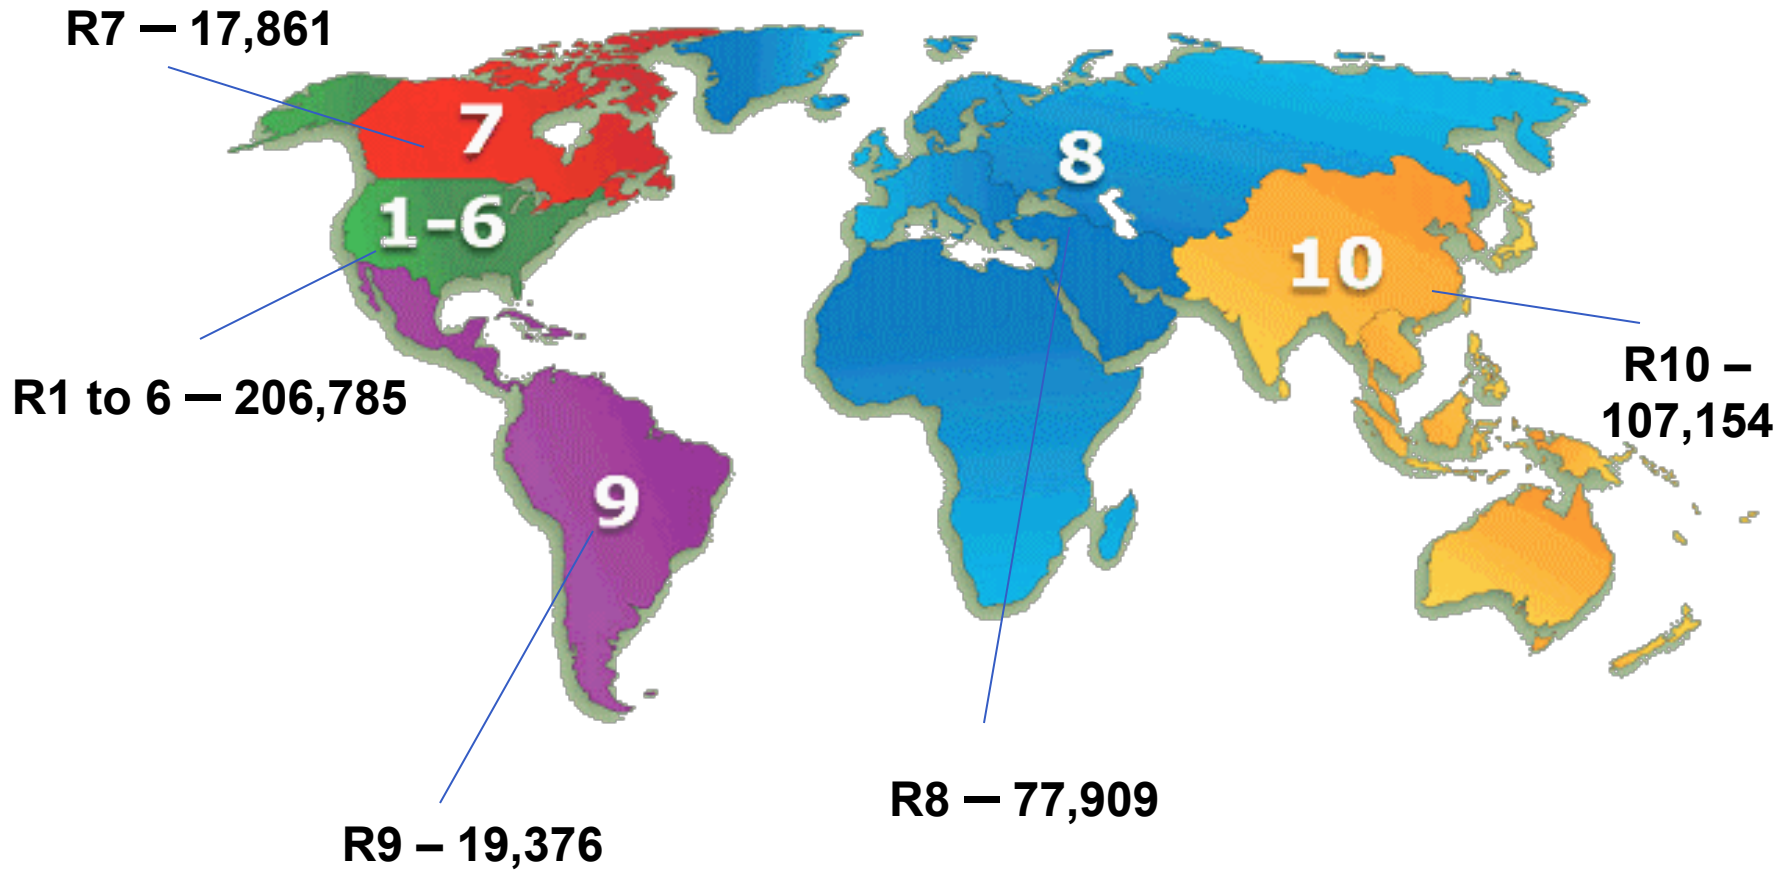 R7 — 17,861
7
8
1-6
10
R10 –
107,154
R1 to 6 — 206,785
9
R8 — 77,909
R9 – 19,376